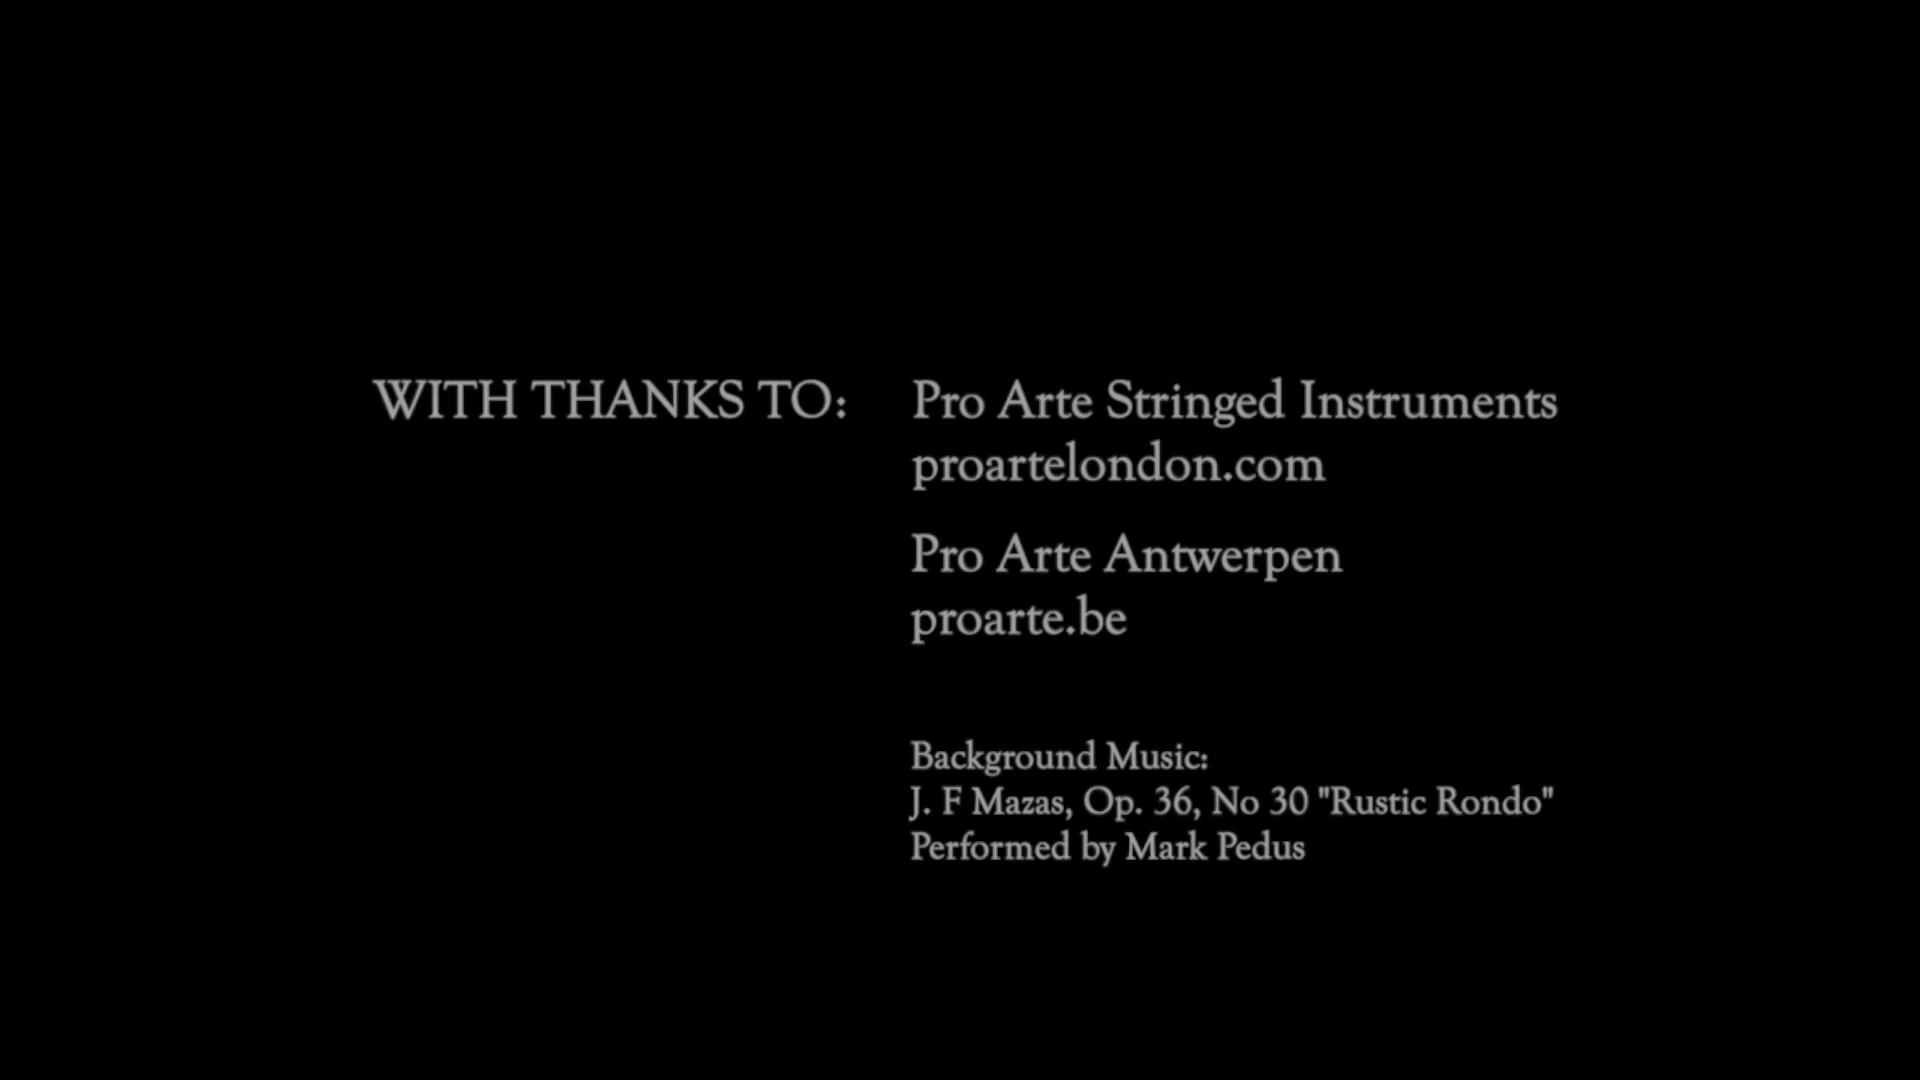 WITH THANKS TO: Pro Arte Stringed Instruments
proartelondon.com
Pro Arte Antwerpen
proarte.be
Background Music:
J. F Mazas, Op. 36, No 30 "Rustic Rondo"
Performed by Mark Pedus